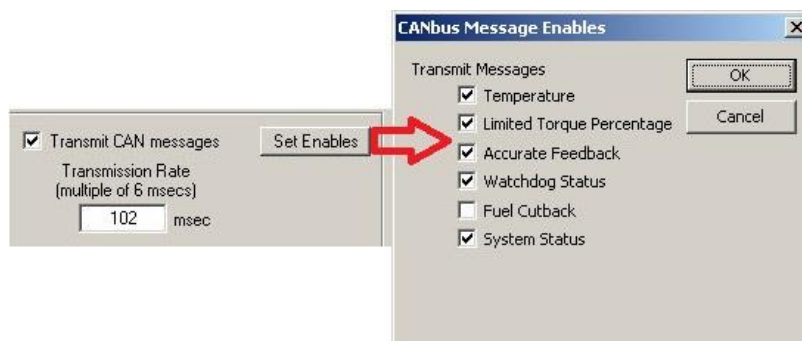 Transmit CAN messages
Set Enables
Transmission Rate
(multiple of 6 msecs)
102 msec
CANbus Message Enables
Transmit Messages
Temperature
Limited Torque Percentage
Accurate Feedback
Watchdog Status
Fuel Cutback
System Status
OK
Cancel